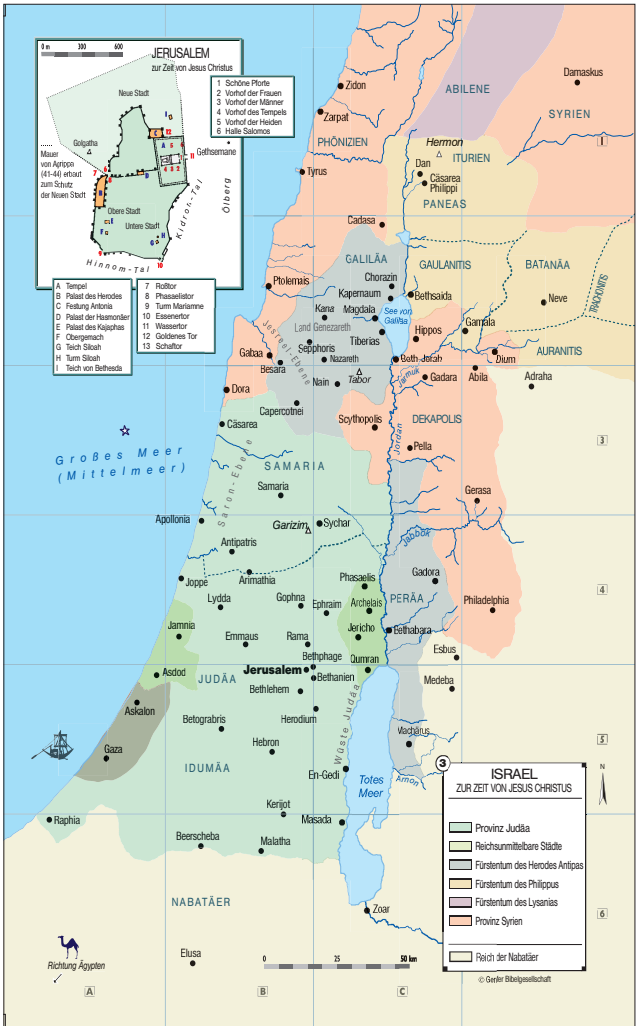 JERUSALEM
zur Zeit von Jesus Christus
0 m 300 600
Neue Stadt
Golgatha
Mauer
von Agrippa
(41-44) erbaut
zum Schutz
der Neuen Stadt
Obere Stadt
Untere Stadt
Gethsemane
Kidron-Tal
Ölberg
Hinnom-Tal
1 Schöne Pforte
2 Vorhof der Frauen
3 Vorhof der Männer
4 Vorhof des Tempels
5 Vorhof der Heiden
6 Halle Salomos
A Tempel
B Palast des Herodes
C Festung Antonia
D Palast der Hasmonäer
E Palast des Kajaphas
F Obergemach
G Teich Siloah
H Turm Siloah
I Teich von Bethesda
7 Roßtor
8 Phasaelistor
9 Turm Mariamne
10 Essenertor
11 Wassertor
12 Goldenes Tor
13 Schaftor
Damaskus
Zidon
ABILENE
SYRIEN
Zarpat
PHÖNIZIEN
Hermon
ITURIEN
1
Dan
Cäsarea
Philippi
Tyrus
PANEAS
Cadasa
GALILÄA
GAULANITIS
BATANÄA
TRACHONITIS
Chorazin
Ptolemais
Kapernaum
Bethsaida
Neve
Kana
Magdala
See von
Galiläa
Land Genezareth
Jesreel-Ebene
Sepphoris
Tiberias
Hippos
Gamala
Gabaa
Nazareth
Beth-Jorah
Dium
AURANITIS
Besara
Tabor
Jarmuk
Abila
Nain
Gadara
Adraha
Dora
Capercotnei
Cäsarea
Scythopolis
DEKAPOLIS
Großes Meer
(Mittelmeer)
Jordan
Pella
3
Saron-Ebene
SAMARIA
Samaria
Gerasa
Apollonia
Garizim
Sychar
Antipatris
Jabbok
Joppe
Arimathia
Phasaelis
Gadora
4
Lydda
Gophna
Ephraim
Archelais
PERÄA
Philadelphia
Jamnia
Emmaus
Rama
Jericho
Bethabara
Bethphage
Esbus
Asdod
JUDÄA
Jerusalem
Bethanien
Qumran
Bethlehem
Medeba
Askalon
Herodium
Wüste Judäa
Betograbris
Machärus
Gaza
Hebron
5
IDUMÄA
En-Gedi
Totes
Meer
Arnon
Raphia
Kerijot
Masada
Beerscheba
Malatha
NABATÄER
Zoar
6
Elusa
Richtung Ägypten
0 25 50 km
A
B
C
3
ISRAEL
ZUR ZEIT VON JESUS CHRISTUS
Provinz Judäa
Reichsunmittelbare Städte
Fürstentum des Herodes Antipas
Fürstentum des Philippus
Fürstentum des Lysanias
Provinz Syrien
Reich der Nabatäer
N
© Genfer Bibelgesellschaft